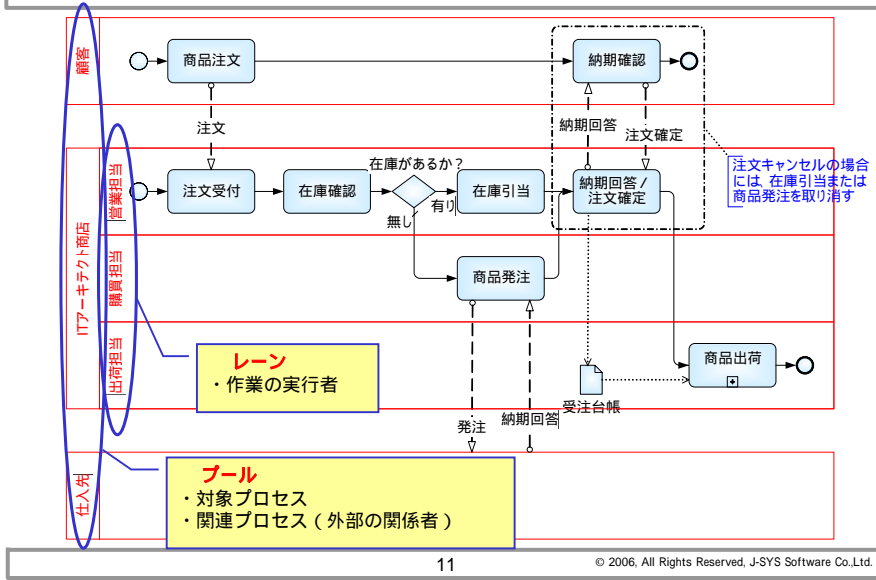 顧客
商品注文
納期確認
注文
納期回答
注文確定
注文キャンセルの場合
には、在庫引当または
商品発注を取り消す
ITアーキテクト商店
営業担当
注文受付
在庫確認
在庫があるか？
有り
無し
在庫引当
納期回答/
注文確定
購買担当
商品発注
出荷担当
商品出荷
受注台帳
レーン
・作業の実行者
発注
納期回答
仕入先
プール
・対象プロセス
・関連プロセス（外部の関係者）
11
© 2006, All Rights Reserved, J-SYS Software Co.,Ltd.